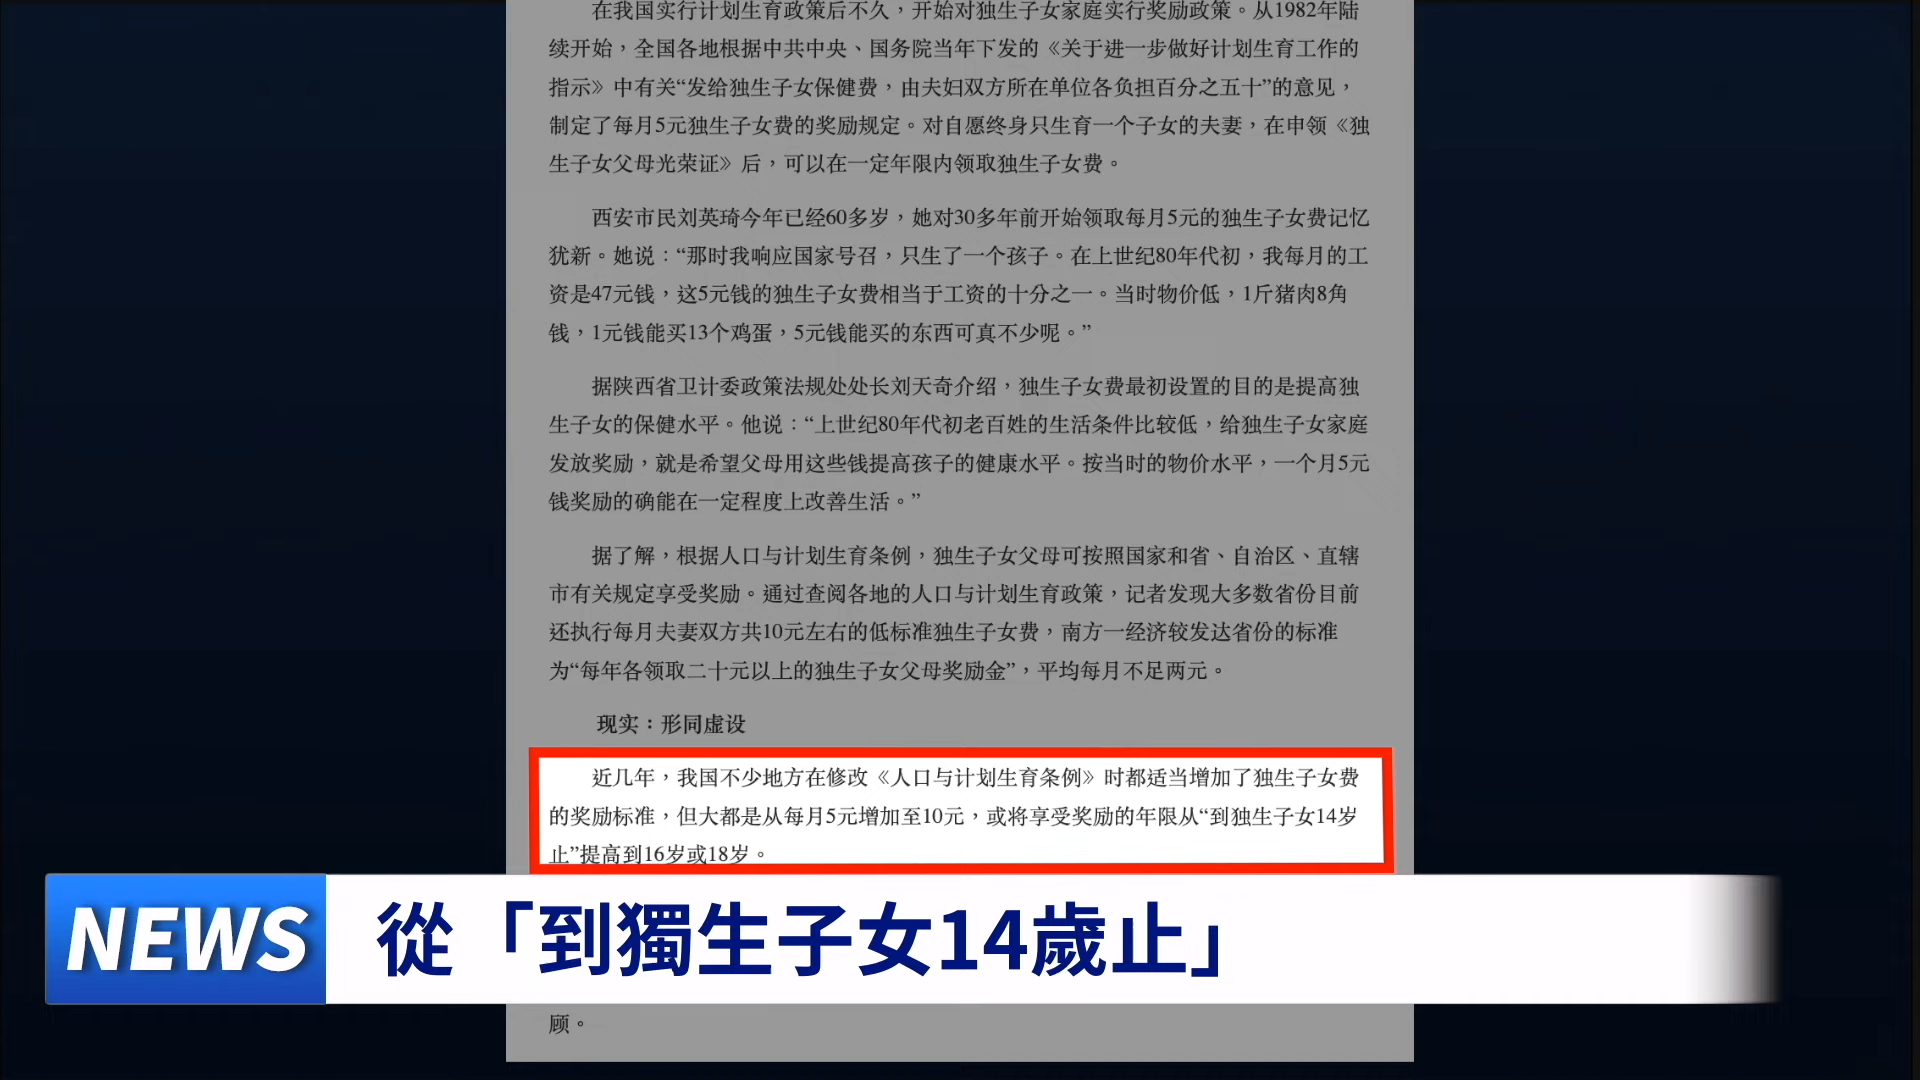 在我国实行计划生育政策后不久，开始对独生子女家庭实行奖励政策。从1982年陆
续开始，全国各地根据中共中央、国务院当年下发的《关于进一步做好计划生育工作的
指示》中有关“发给独生子女保健费，由夫妇双方所在单位各负担百分之五十”的意见，
制定了每月5元独生子女费的奖励规定。对自愿终身只生育一个子女的夫妻，在申领《独
生子女父母光荣证》后，可以在一定年限内领取独生子女费。
西安市民刘英琦今年已经60多岁，她对30多年前开始领取每月5元的独生子女费记忆
犹新。她说：“那时我响应国家号召，只生了一个孩子。在上世纪80年代初，我每月的工
资是47元钱，这5元钱的独生子女费相当于工资的十分之一。当时物价低，1斤猪肉8角
钱，1元钱能买13个鸡蛋，5元钱能买的东西可真不少呢。”
据陕西省卫计委政策法规处处长刘天奇介绍，独生子女费最初设置的目的是提高独
生子女的保健水平。他说：“上世纪80年代初老百姓的生活条件比较低，给独生子女家庭
发放奖励，就是希望父母用这些钱提高孩子的健康水平。按当时的物价水平，一个月5元
钱奖励的确能在一定程度上改善生活。”
据了解，根据人口与计划生育条例，独生子女父母可按照国家和省、自治区、直辖
市有关规定享受奖励。通过查阅各地的人口与计划生育政策，记者发现大多数省份目前
还执行每月夫妻双方共10元左右的低标准独生子女费，南方一经济较发达省份的标准
为“每年各领取二十元以上的独生子女父母奖励金”，平均每月不足两元。
现实：形同虚设
近几年，我国不少地方在修改《人口与计划生育条例》时都适当增加了独生子女费
的奖励标准，但大都是从每月5元增加至10元，或将享受奖励的年限从“到独生子女14岁
止”提高到16岁或18岁。
NEWS 從「到獨生子女14歲止」
顾。